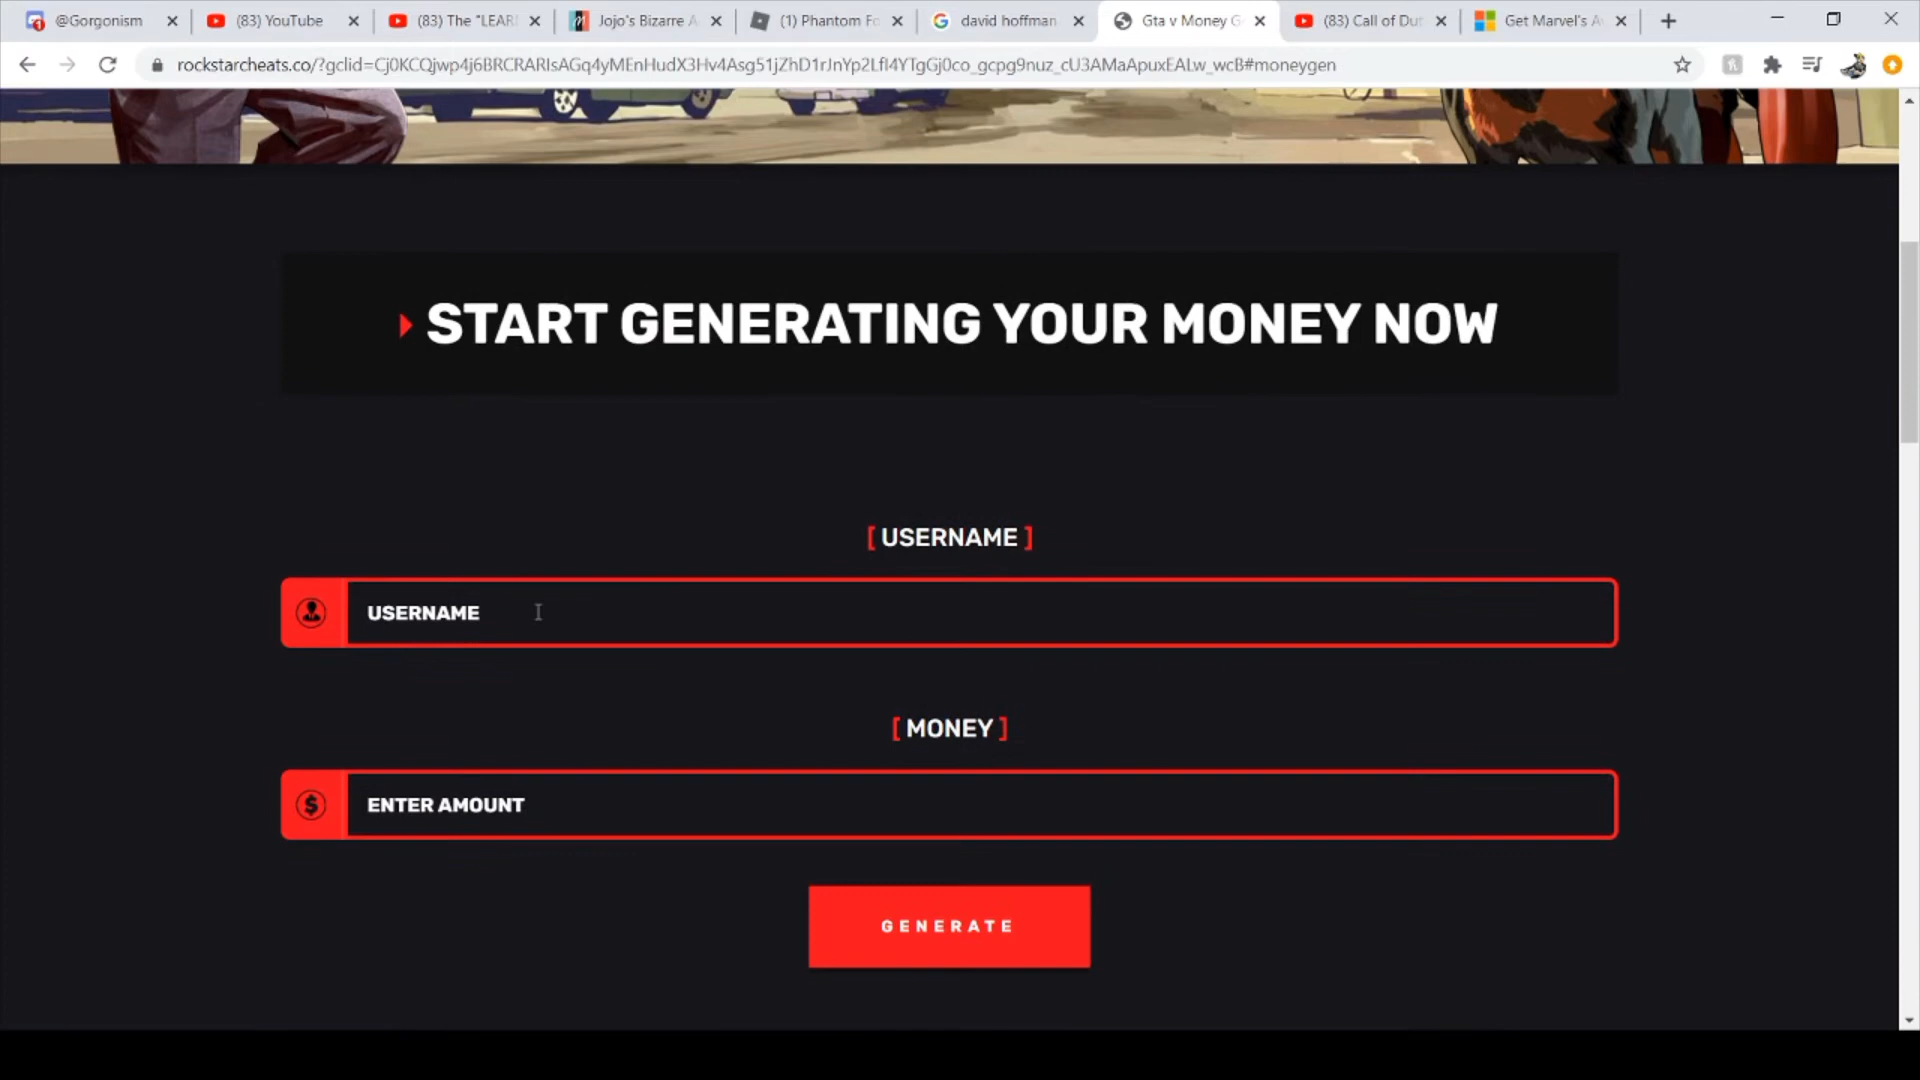 @Gorgonism
(83) YouTube
(83) The "LEAR
Jojo's Bizarre A
(1) Phantom Fo
david hoffman
Gta v Money G
(83) Call of Dut
Get Marvel's A
rockstarcheats.co/?gclid=Cj0KCQjwp4j6BRCRARIsAGq4yMEnHudX3Hv4Asg51jZhD1rJnYp2LfI4YTgGj0co_gcpg9nuz_cU3AMaApuxEALw_wcB#moneygen
START GENERATING YOUR MONEY NOW
[ USERNAME ]
USERNAME
[ MONEY ]
$ ENTER AMOUNT
GENERATE